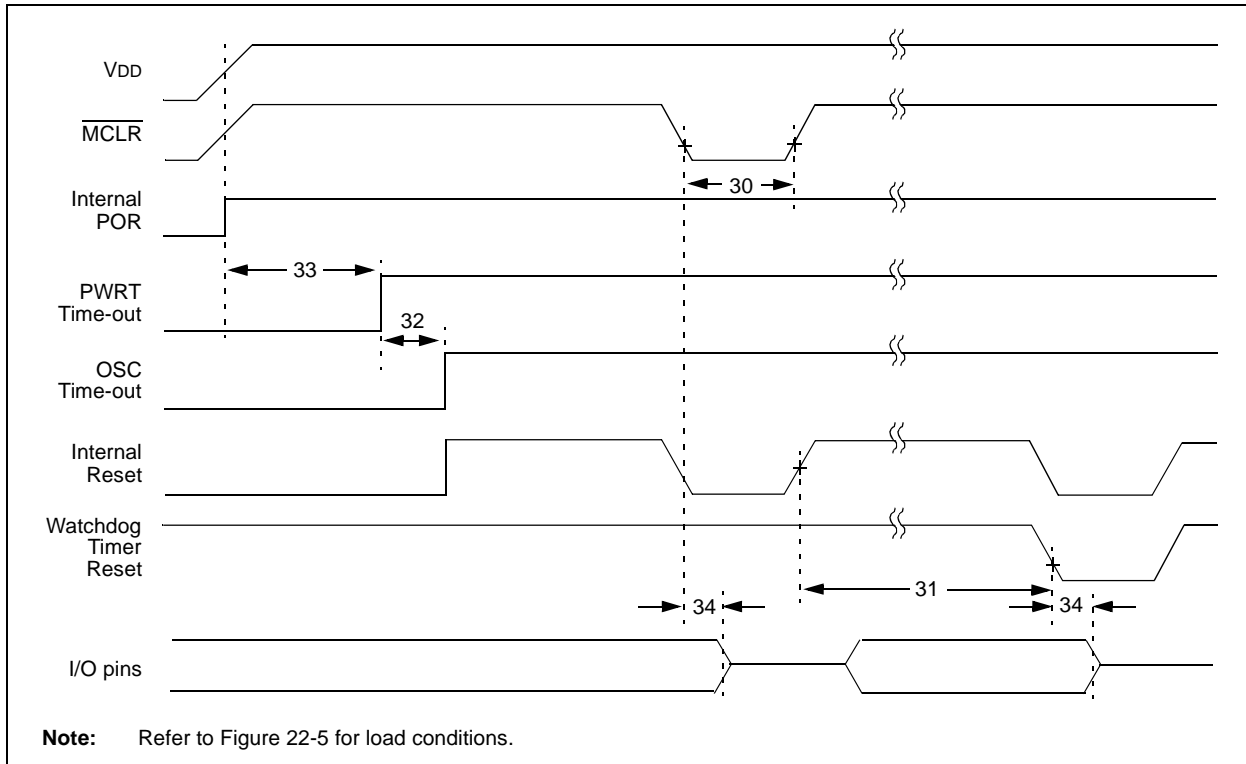 VDD
MCLR
Internal
POR
30
33
PWRT
Time-out
32
OSC
Time-out
Internal
Reset
Watchdog
Timer
Reset
31
34
34
I/O pins
Note: Refer to Figure 22-5 for load conditions.